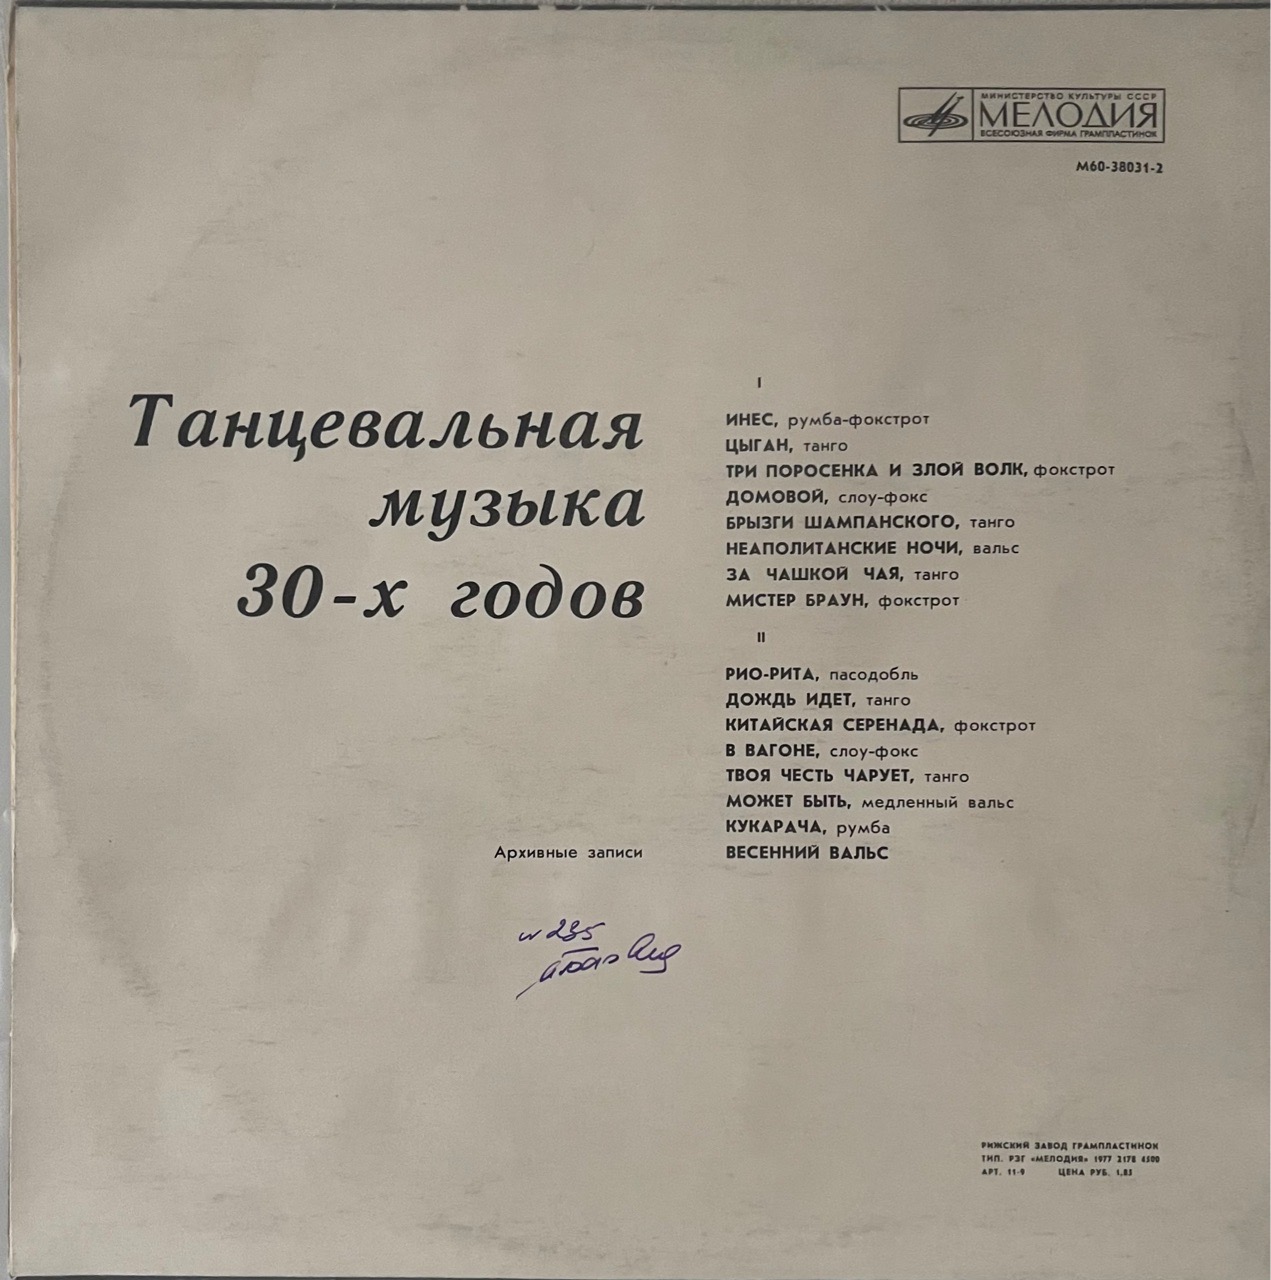 МИНИСТЕРСТВО КУЛЬТУРЫ СССР
МЕЛОДИЯ
ВСЕСОЮЗНАЯ ФИРМА ГРАМПЛАСТИНОК
М60-38031-2
Танцевальная
музыка
30-х годов
Архивные записи
I
ИНЕС, румба-фокстрот
ЦЫГАН, танго
ТРИ ПОРОСЕНКА И ЗЛОЙ ВОЛК, фокстрот
ДОМОВОЙ, слоу-фокс
БРЫЗГИ ШАМПАНСКОГО, танго
НЕАПОЛИТАНСКИЕ НОЧИ, вальс
ЗА ЧАШКОЙ ЧАЯ, танго
МИСТЕР БРАУН, фокстрот
II
РИО-РИТА, пасодобль
ДОЖДЬ ИДЕТ, танго
КИТАЙСКАЯ СЕРЕНАДА, фокстрот
В ВАГОНЕ, слоу-фокс
ТВОЯ ЧЕСТЬ ЧАРУЕТ, танго
МОЖЕТ БЫТЬ, медленный вальс
КУКАРАЧА, румба
ВЕСЕННИЙ ВАЛЬС
РИЖСКИЙ ЗАВОД ГРАМПЛАСТИНОК
ТИП. РЗГ «МЕЛОДИЯ» 1977 2178 4500
АРТ. 11-9 ЦЕНА РУБ. 1,85